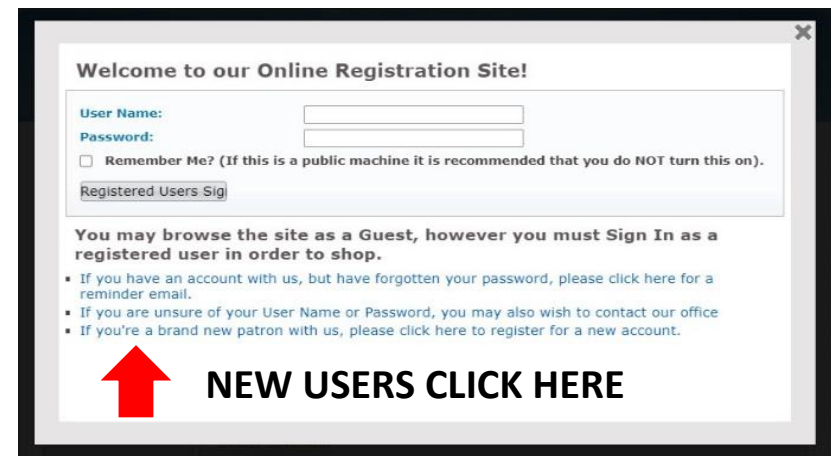 Welcome to our Online Registration Site!
User Name:
Password:
Remember Me? (If this is a public machine it is recommended that you do NOT turn this on).
Registered Users Sig
You may browse the site as a Guest, however you must Sign In as a
registered user in order to shop.
If you have an account with us, but have forgotten your password, please click here for a
reminder email.
If you are unsure of your User Name or Password, you may also wish to contact our office
If you're a brand new patron with us, please click here to register for a new account.
NEW USERS CLICK HERE